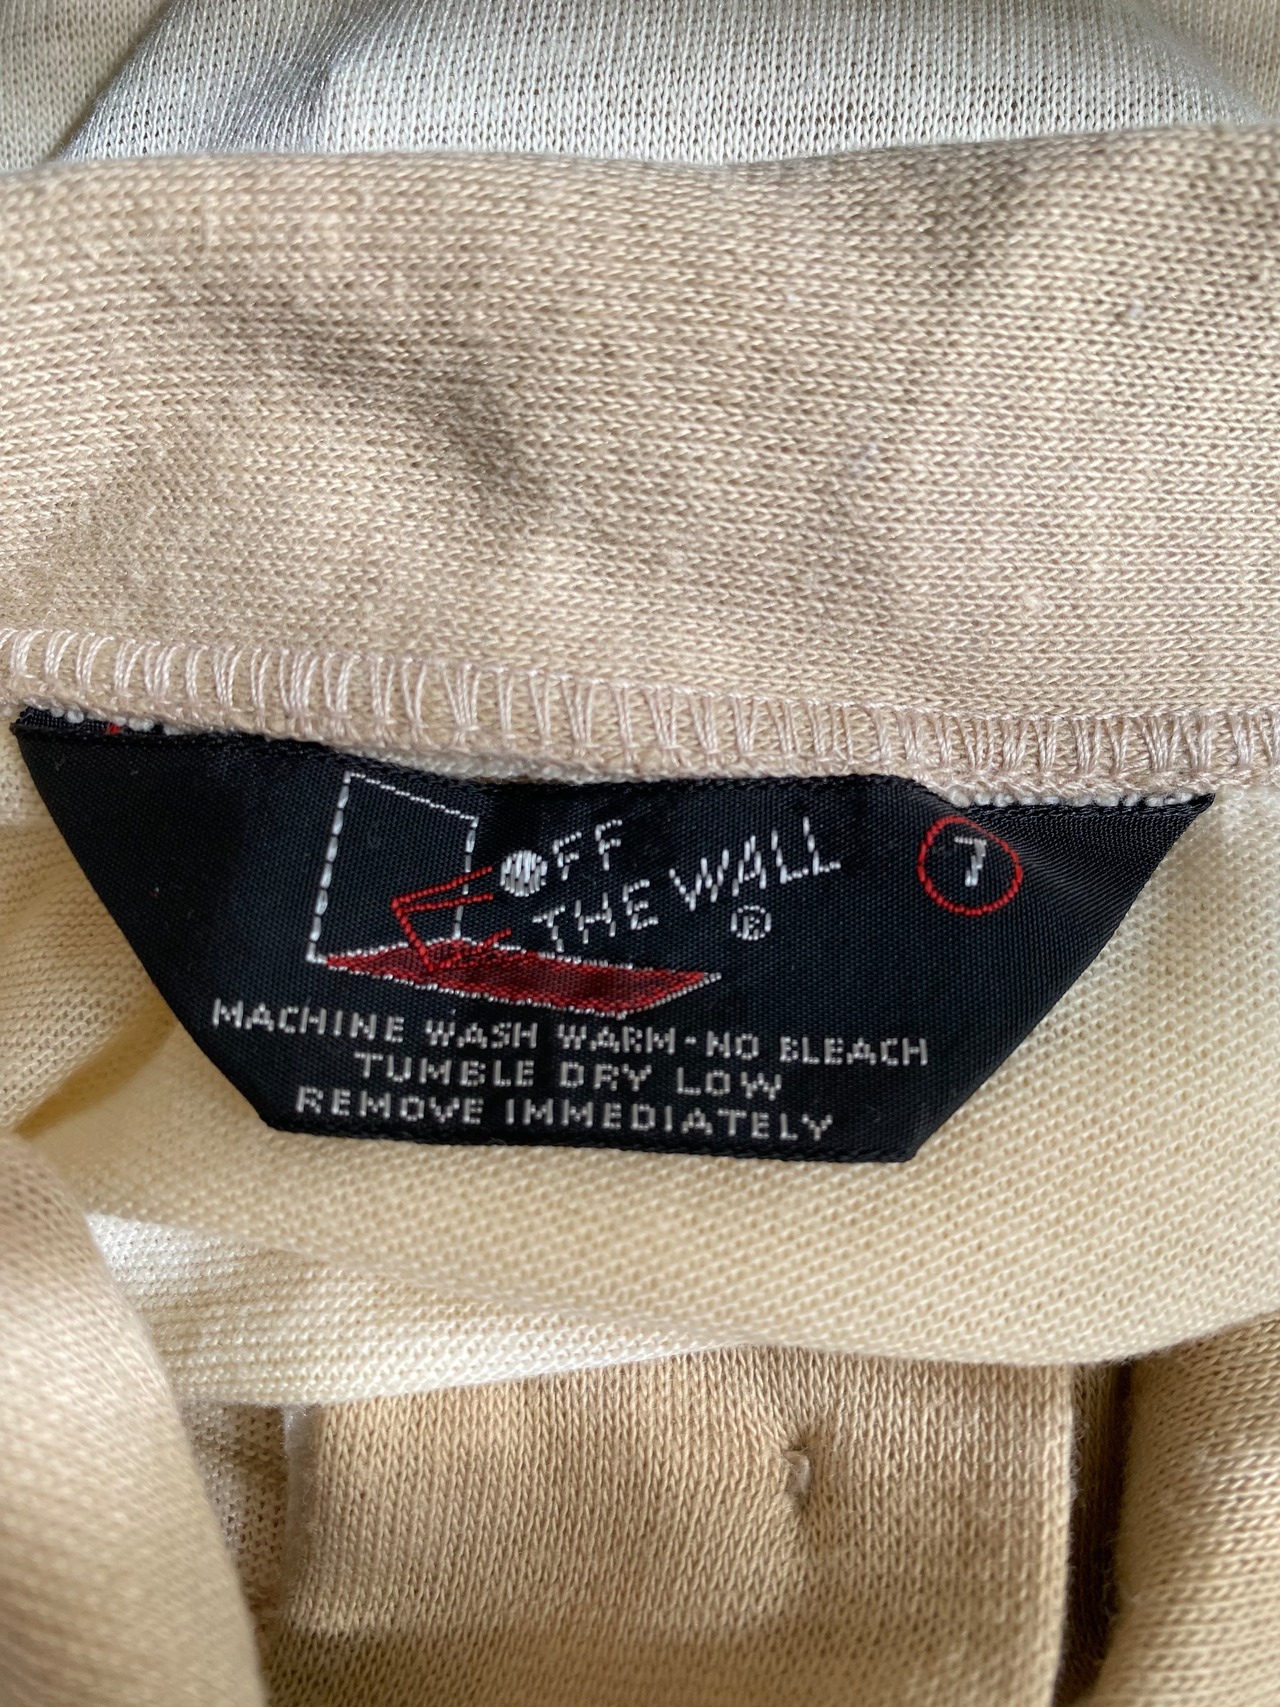 OFF
THE WALL
®
7
MACHINE WASH WARM-NO BLEACH
TUMBLE DRY LOW
REMOVE IMMEDIATELY